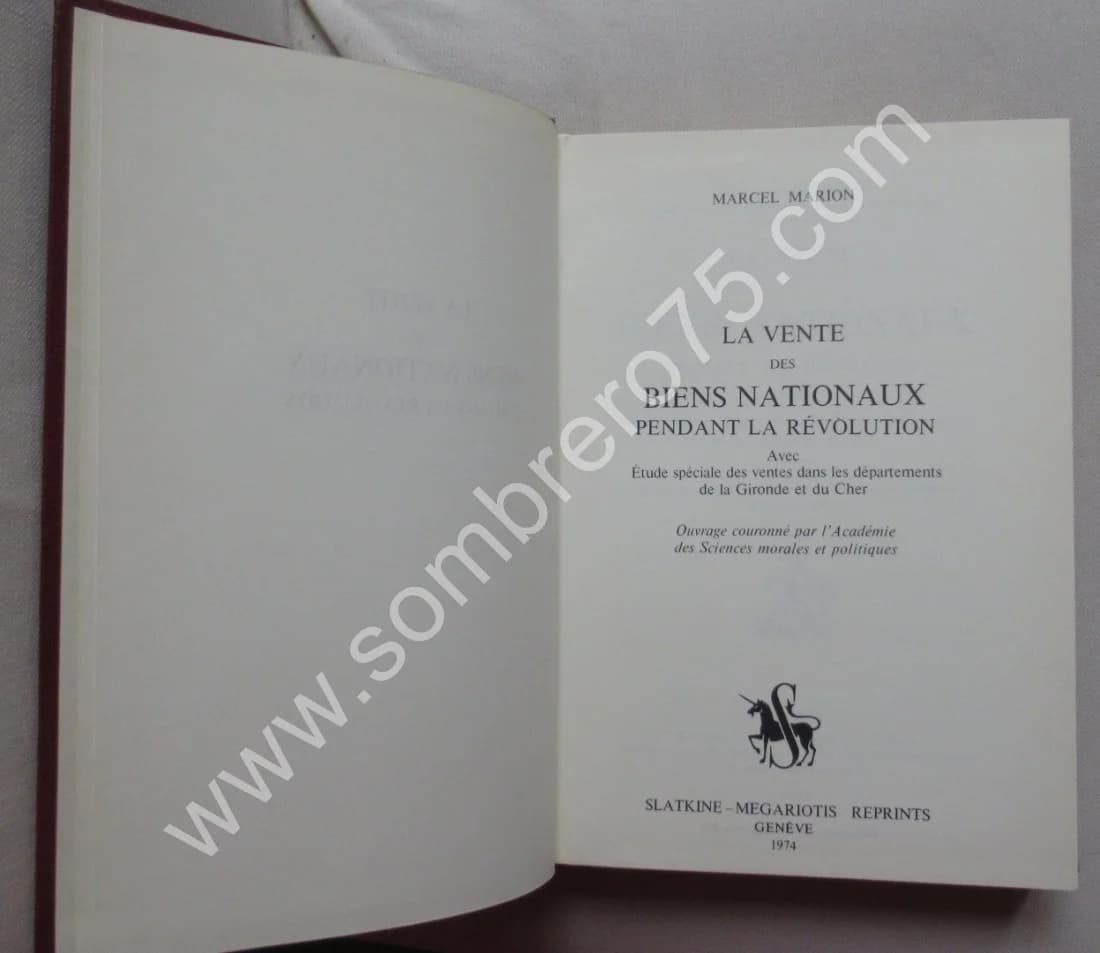 MARCEL MARION
LA VENTE
DES
BIENS NATIONAUX
PENDANT LA RÉVOLUTION
Avec
Étude spéciale des ventes dans les départements
de la Gironde et du Cher
Ouvrage couronné par l'Académie
des Sciences morales et politiques
S
SLATKINE – MEGARIOTIS REPRINTS
GENÈVE
1974
www.sombrero75.com